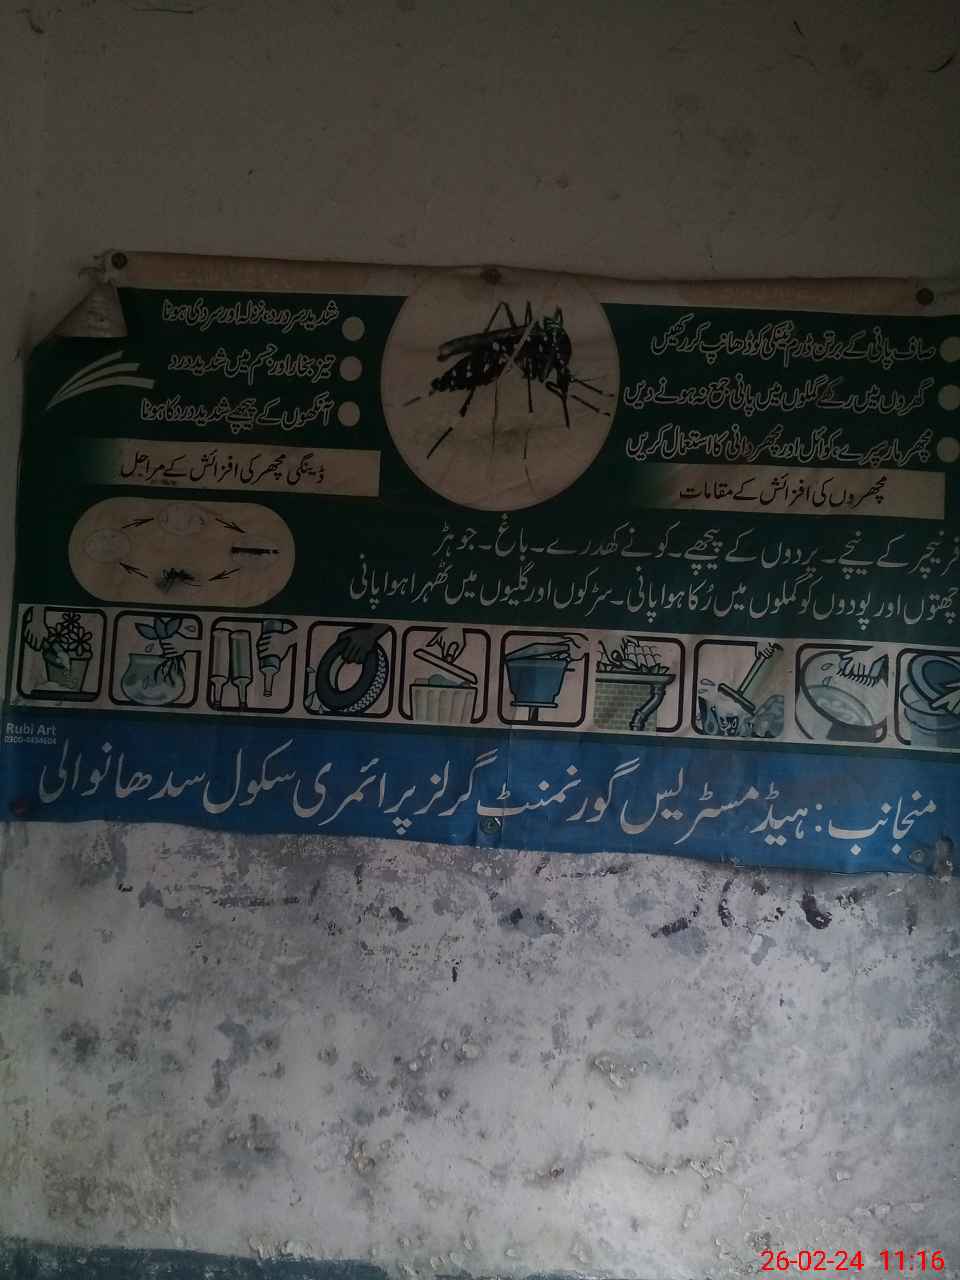 صاف پانی کے برتن ڈرم ٹینکی کو ڈھانپ کر رکھیں
گھروں میں رکھے گملوں میں پانی جمع نہ ہونے دیں
مچھر مار سپرے، کوائل اور مچھر دانی کا استعمال کریں
مچھروں کی افزائش کے مقامات
شدید سر درد، نزلہ اور سردی ہونا
تیز بخار اور جسم میں شدید درد
آنکھوں کے پیچھے شدید درد کا ہونا
ڈینگی مچھر کی افزائش کے مراحل
فرنیچر کے نیچے۔ پردوں کے پیچھے۔ کونے کھدرے۔ باغ۔ جوہڑ
چھتوں اور پودوں کو گملوں میں رُکا ہوا پانی۔ سڑکوں اور گلیوں میں ٹھہرا ہوا پانی
Rubi Art
منجانب: ہیڈ مسٹریس گورنمنٹ گرلز پرائمری سکول سدھانوالی
26-02-24 11:16